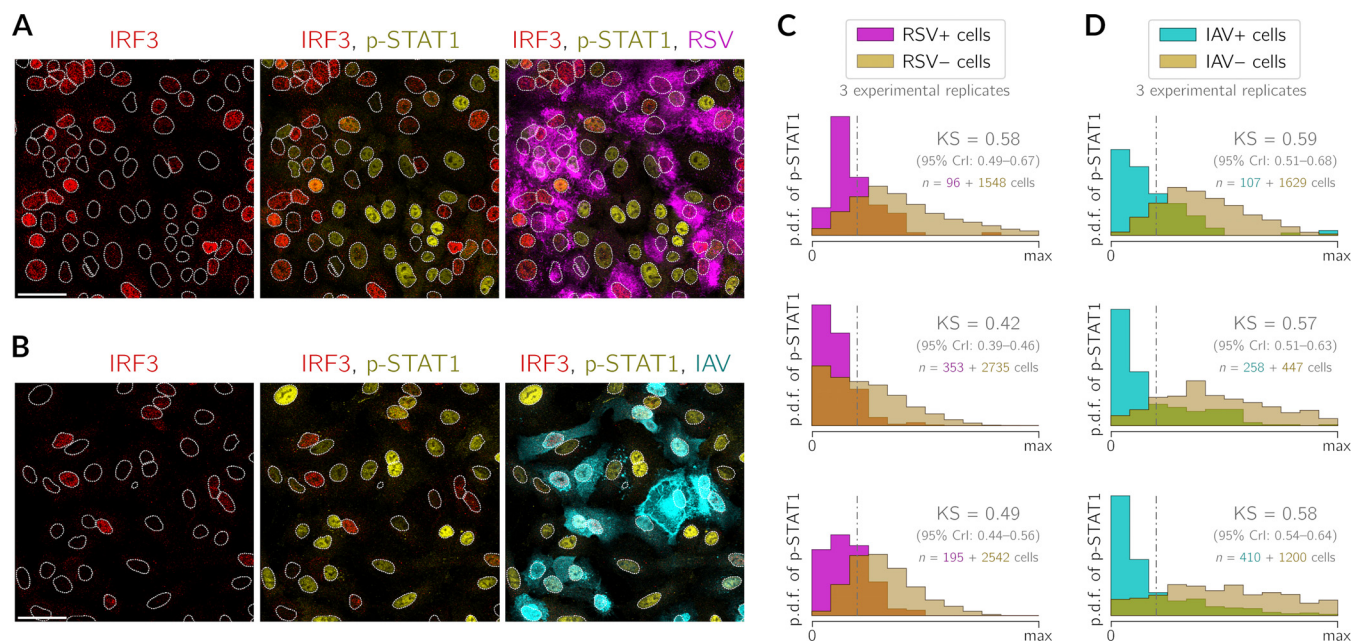 A
IRF3
IRF3, p-STAT1
IRF3, p-STAT1, RSV
B
IRF3
IRF3, p-STAT1
IRF3, p-STAT1, IAV
C
RSV+ cells
RSV− cells
3 experimental replicates
p.d.f. of p-STAT1
KS = 0.58
(95% CrI: 0.49–0.67)
n = 96 + 1548 cells
0
max
p.d.f. of p-STAT1
KS = 0.42
(95% CrI: 0.39–0.46)
n = 353 + 2735 cells
0
max
p.d.f. of p-STAT1
KS = 0.49
(95% CrI: 0.44–0.56)
n = 195 + 2542 cells
0
max
D
IAV+ cells
IAV− cells
3 experimental replicates
p.d.f. of p-STAT1
KS = 0.59
(95% CrI: 0.51–0.68)
n = 107 + 1629 cells
0
max
p.d.f. of p-STAT1
KS = 0.57
(95% CrI: 0.51–0.63)
n = 258 + 447 cells
0
max
p.d.f. of p-STAT1
KS = 0.58
(95% CrI: 0.54–0.64)
n = 410 + 1200 cells
0
max